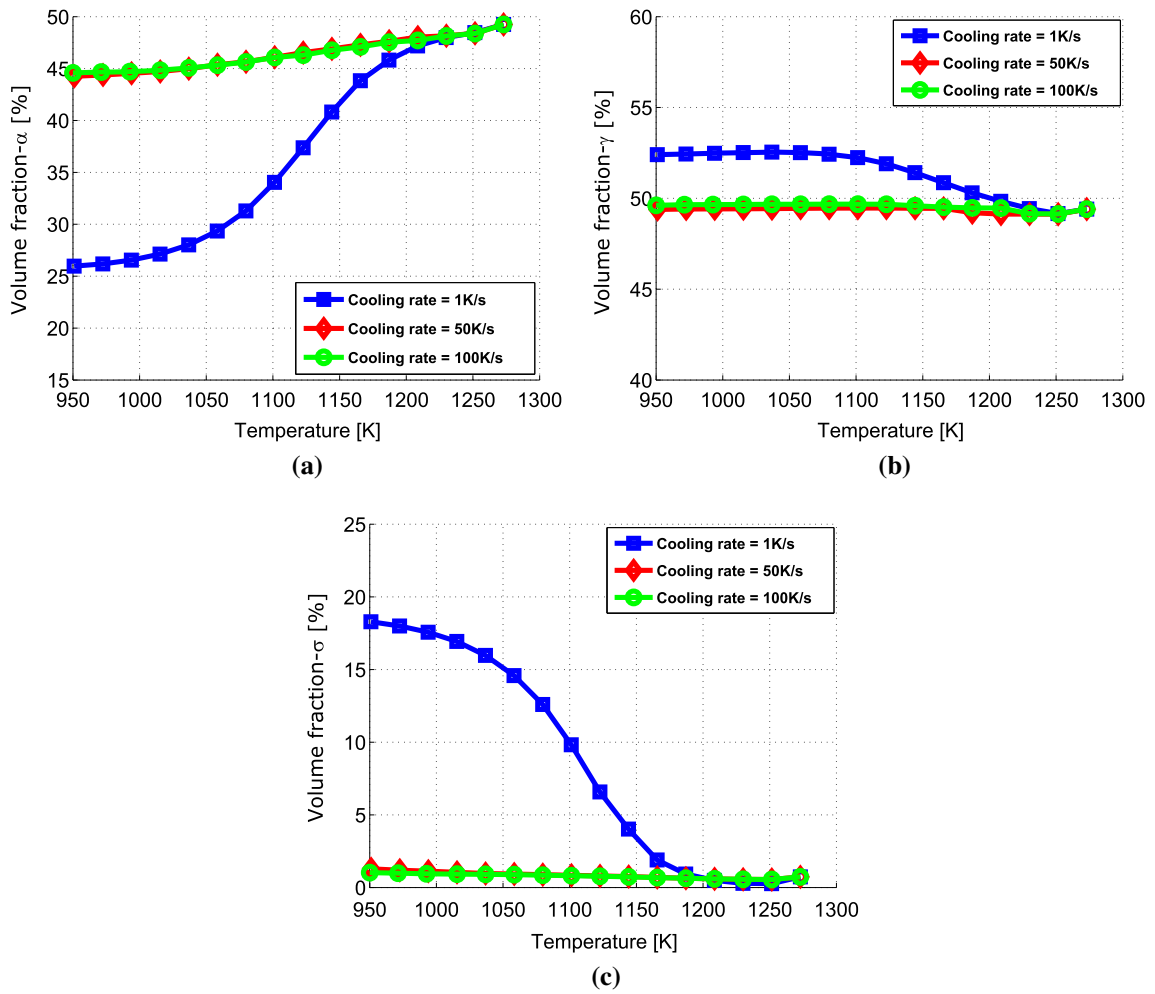 50
45
40
35
30
25
20
15
Volume fraction-α [%]
Cooling rate = 1K/s
Cooling rate = 50K/s
Cooling rate = 100K/s
950 1000 1050 1100 1150 1200 1250 1300
Temperature [K]
(a)
60
55
50
45
40
Volume fraction-γ [%]
Cooling rate = 1K/s
Cooling rate = 50K/s
Cooling rate = 100K/s
950 1000 1050 1100 1150 1200 1250 1300
Temperature [K]
(b)
25
20
15
10
5
0
Volume fraction-σ [%]
Cooling rate = 1K/s
Cooling rate = 50K/s
Cooling rate = 100K/s
950 1000 1050 1100 1150 1200 1250 1300
Temperature [K]
(c)